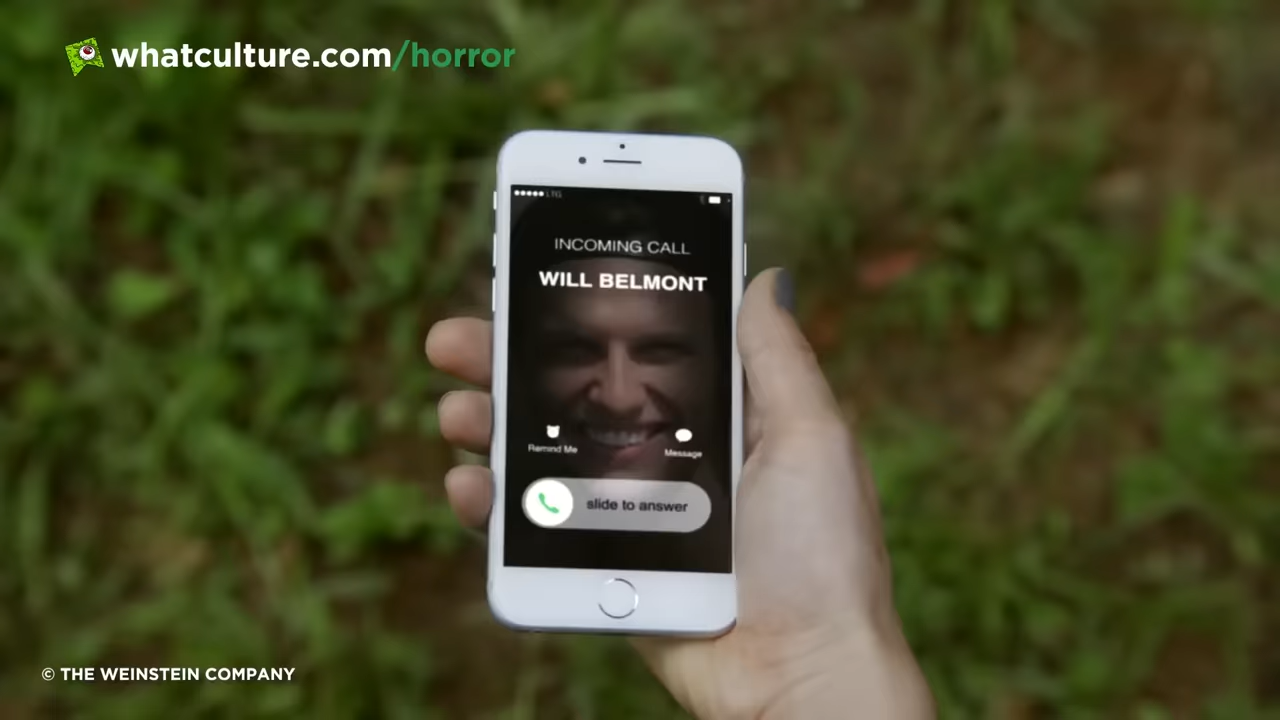 whatculture.com/horror
INCOMING CALL
WILL BELMONT
Remind Me
Message
slide to answer
© THE WEINSTEIN COMPANY